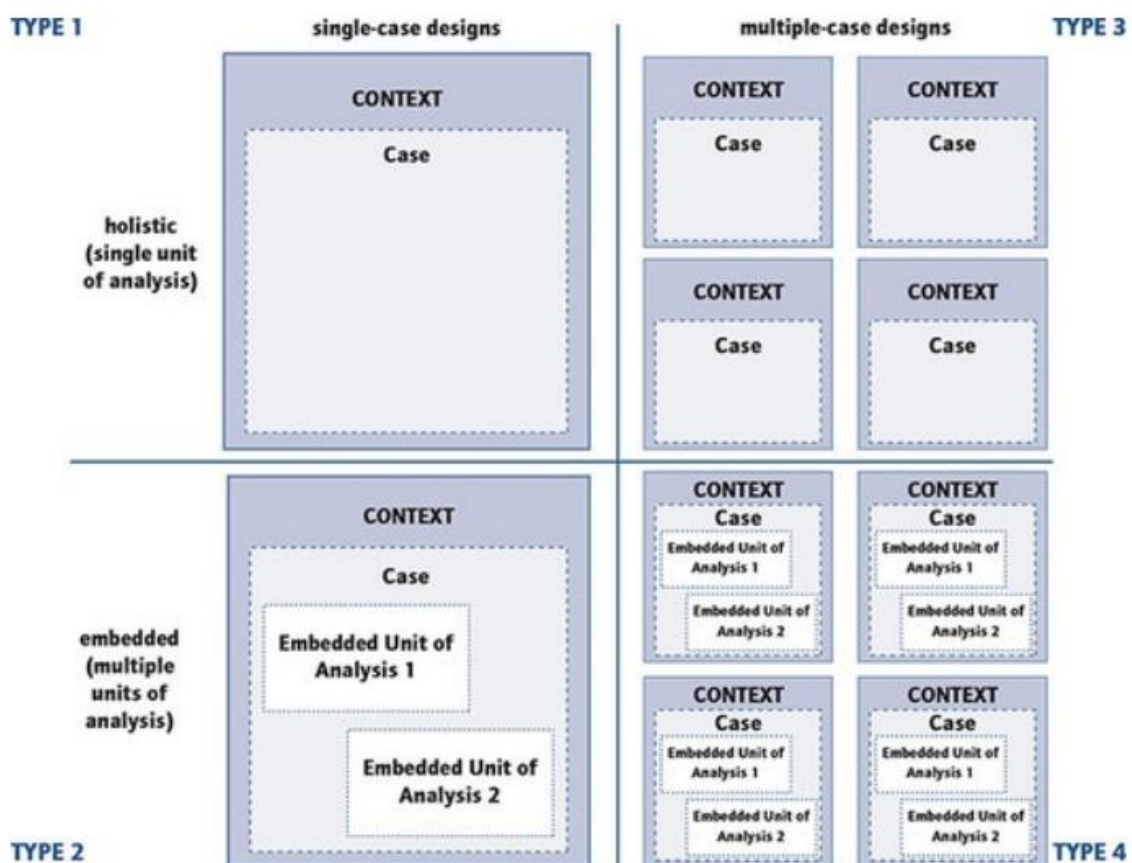 TYPE 1
single-case designs
multiple-case designs
TYPE 3
CONTEXT
Case
holistic
(single unit
of analysis)
CONTEXT
Case
CONTEXT
Case
CONTEXT
Case
CONTEXT
Case
CONTEXT
Case
Embedded Unit of
Analysis 1
Embedded Unit of
Analysis 2
embedded
(multiple
units of
analysis)
CONTEXT
Case
Embedded Unit of
Analysis 1
Embedded Unit of
Analysis 2
CONTEXT
Case
Embedded Unit of
Analysis 1
Embedded Unit of
Analysis 2
CONTEXT
Case
Embedded Unit of
Analysis 1
Embedded Unit of
Analysis 2
CONTEXT
Case
Embedded Unit of
Analysis 1
Embedded Unit of
Analysis 2
TYPE 2
TYPE 4